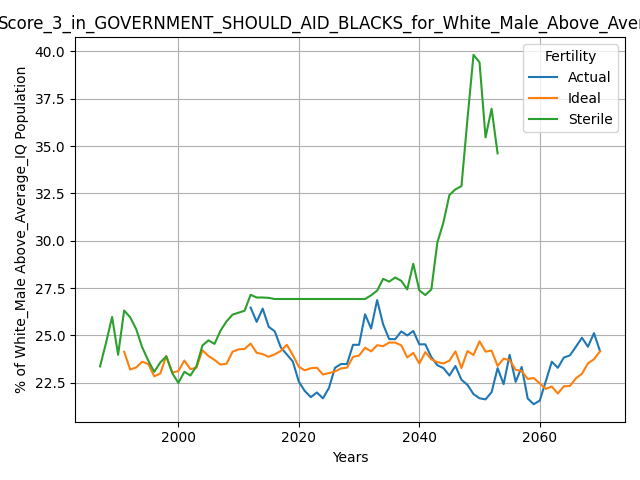 Score_3_in_GOVERNMENT_SHOULD_AID_BLACKS_for_White_Male_Above_Aver
% of White_Male Above_Average_IQ Population
40.0
37.5
35.0
32.5
30.0
27.5
25.0
22.5
Fertility
Actual
Ideal
Sterile
2000
2020
2040
2060
Years